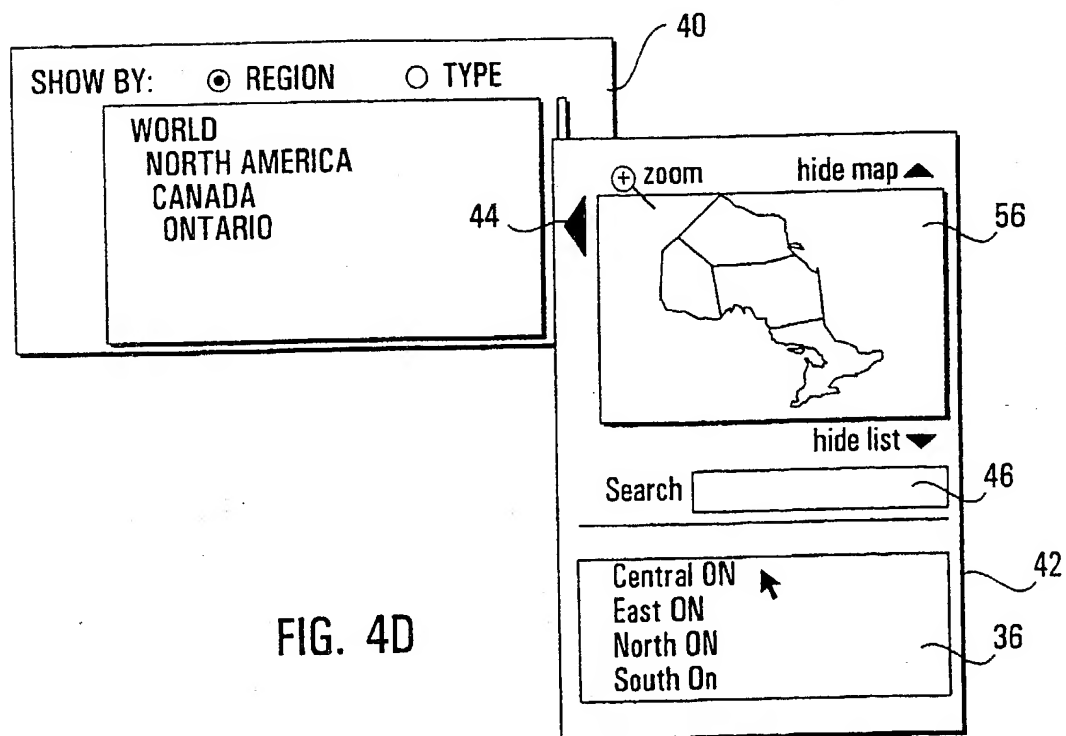 40
SHOW BY: REGION TYPE
WORLD
NORTH AMERICA
CANADA
ONTARIO
44
zoom hide map
56
hide list
Search
46
Central ON
East ON
North ON
South On
42
36
FIG. 4D